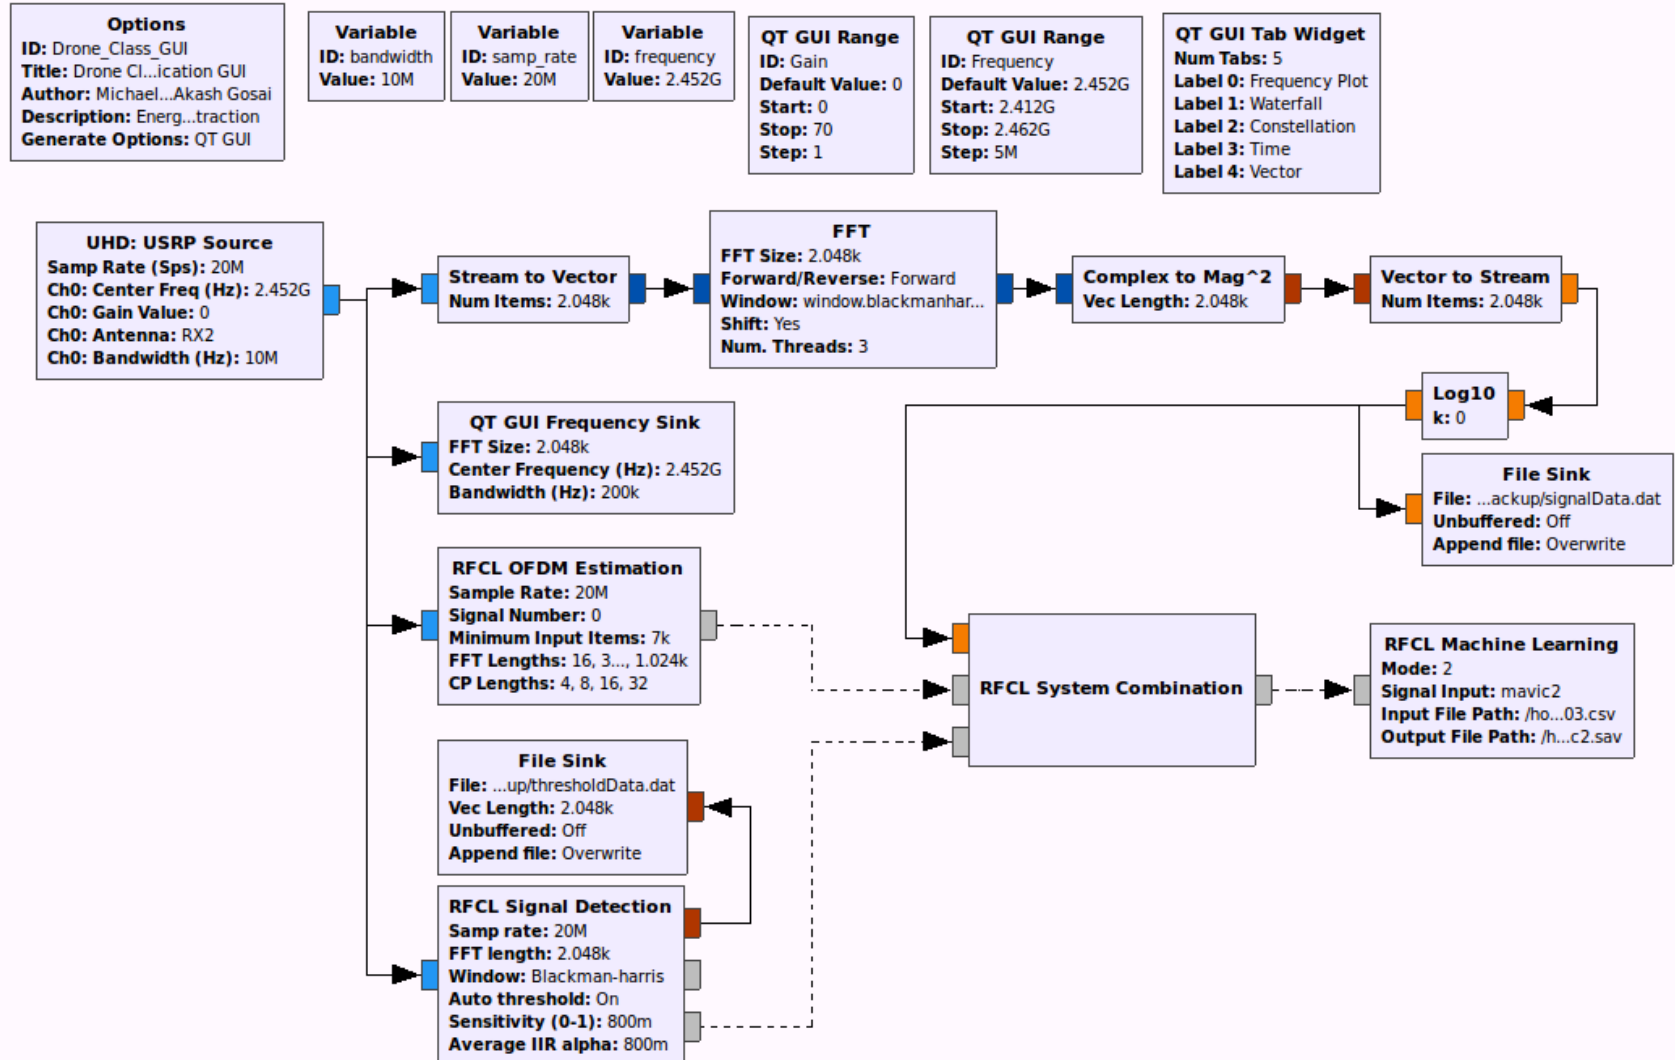 Options
ID: Drone_Class_GUI
Title: Drone Cl...ication GUI
Author: Michael...Akash Gosai
Description: Energ...traction
Generate Options: QT GUI
Variable
ID: bandwidth
Value: 10M
Variable
ID: samp_rate
Value: 20M
Variable
ID: frequency
Value: 2.452G
QT GUI Range
ID: Gain
Default Value: 0
Start: 0
Stop: 70
Step: 1
QT GUI Range
ID: Frequency
Default Value: 2.452G
Start: 2.412G
Stop: 2.462G
Step: 5M
QT GUI Tab Widget
Num Tabs: 5
Label 0: Frequency Plot
Label 1: Waterfall
Label 2: Constellation
Label 3: Time
Label 4: Vector
UHD: USRP Source
Samp Rate (Sps): 20M
Ch0: Center Freq (Hz): 2.452G
Ch0: Gain Value: 0
Ch0: Antenna: RX2
Ch0: Bandwidth (Hz): 10M
Stream to Vector
Num Items: 2.048k
FFT
FFT Size: 2.048k
Forward/Reverse: Forward
Window: window.blackmanhar...
Shift: Yes
Num. Threads: 3
Complex to Mag^2
Vec Length: 2.048k
Vector to Stream
Num Items: 2.048k
Log10
k: 0
File Sink
File: ...ackup/signalData.dat
Unbuffered: Off
Append file: Overwrite
QT GUI Frequency Sink
FFT Size: 2.048k
Center Frequency (Hz): 2.452G
Bandwidth (Hz): 200k
RFCL OFDM Estimation
Sample Rate: 20M
Signal Number: 0
Minimum Input Items: 7k
FFT Lengths: 16, 3..., 1.024k
CP Lengths: 4, 8, 16, 32
RFCL System Combination
RFCL Machine Learning
Mode: 2
Signal Input: mavic2
Input File Path: /ho...03.csv
Output File Path: /h...c2.sav
File Sink
File: ...up/thresholdData.dat
Vec Length: 2.048k
Unbuffered: Off
Append file: Overwrite
RFCL Signal Detection
Samp rate: 20M
FFT length: 2.048k
Window: Blackman-harris
Auto threshold: On
Sensitivity (0-1): 800m
Average IIR alpha: 800m